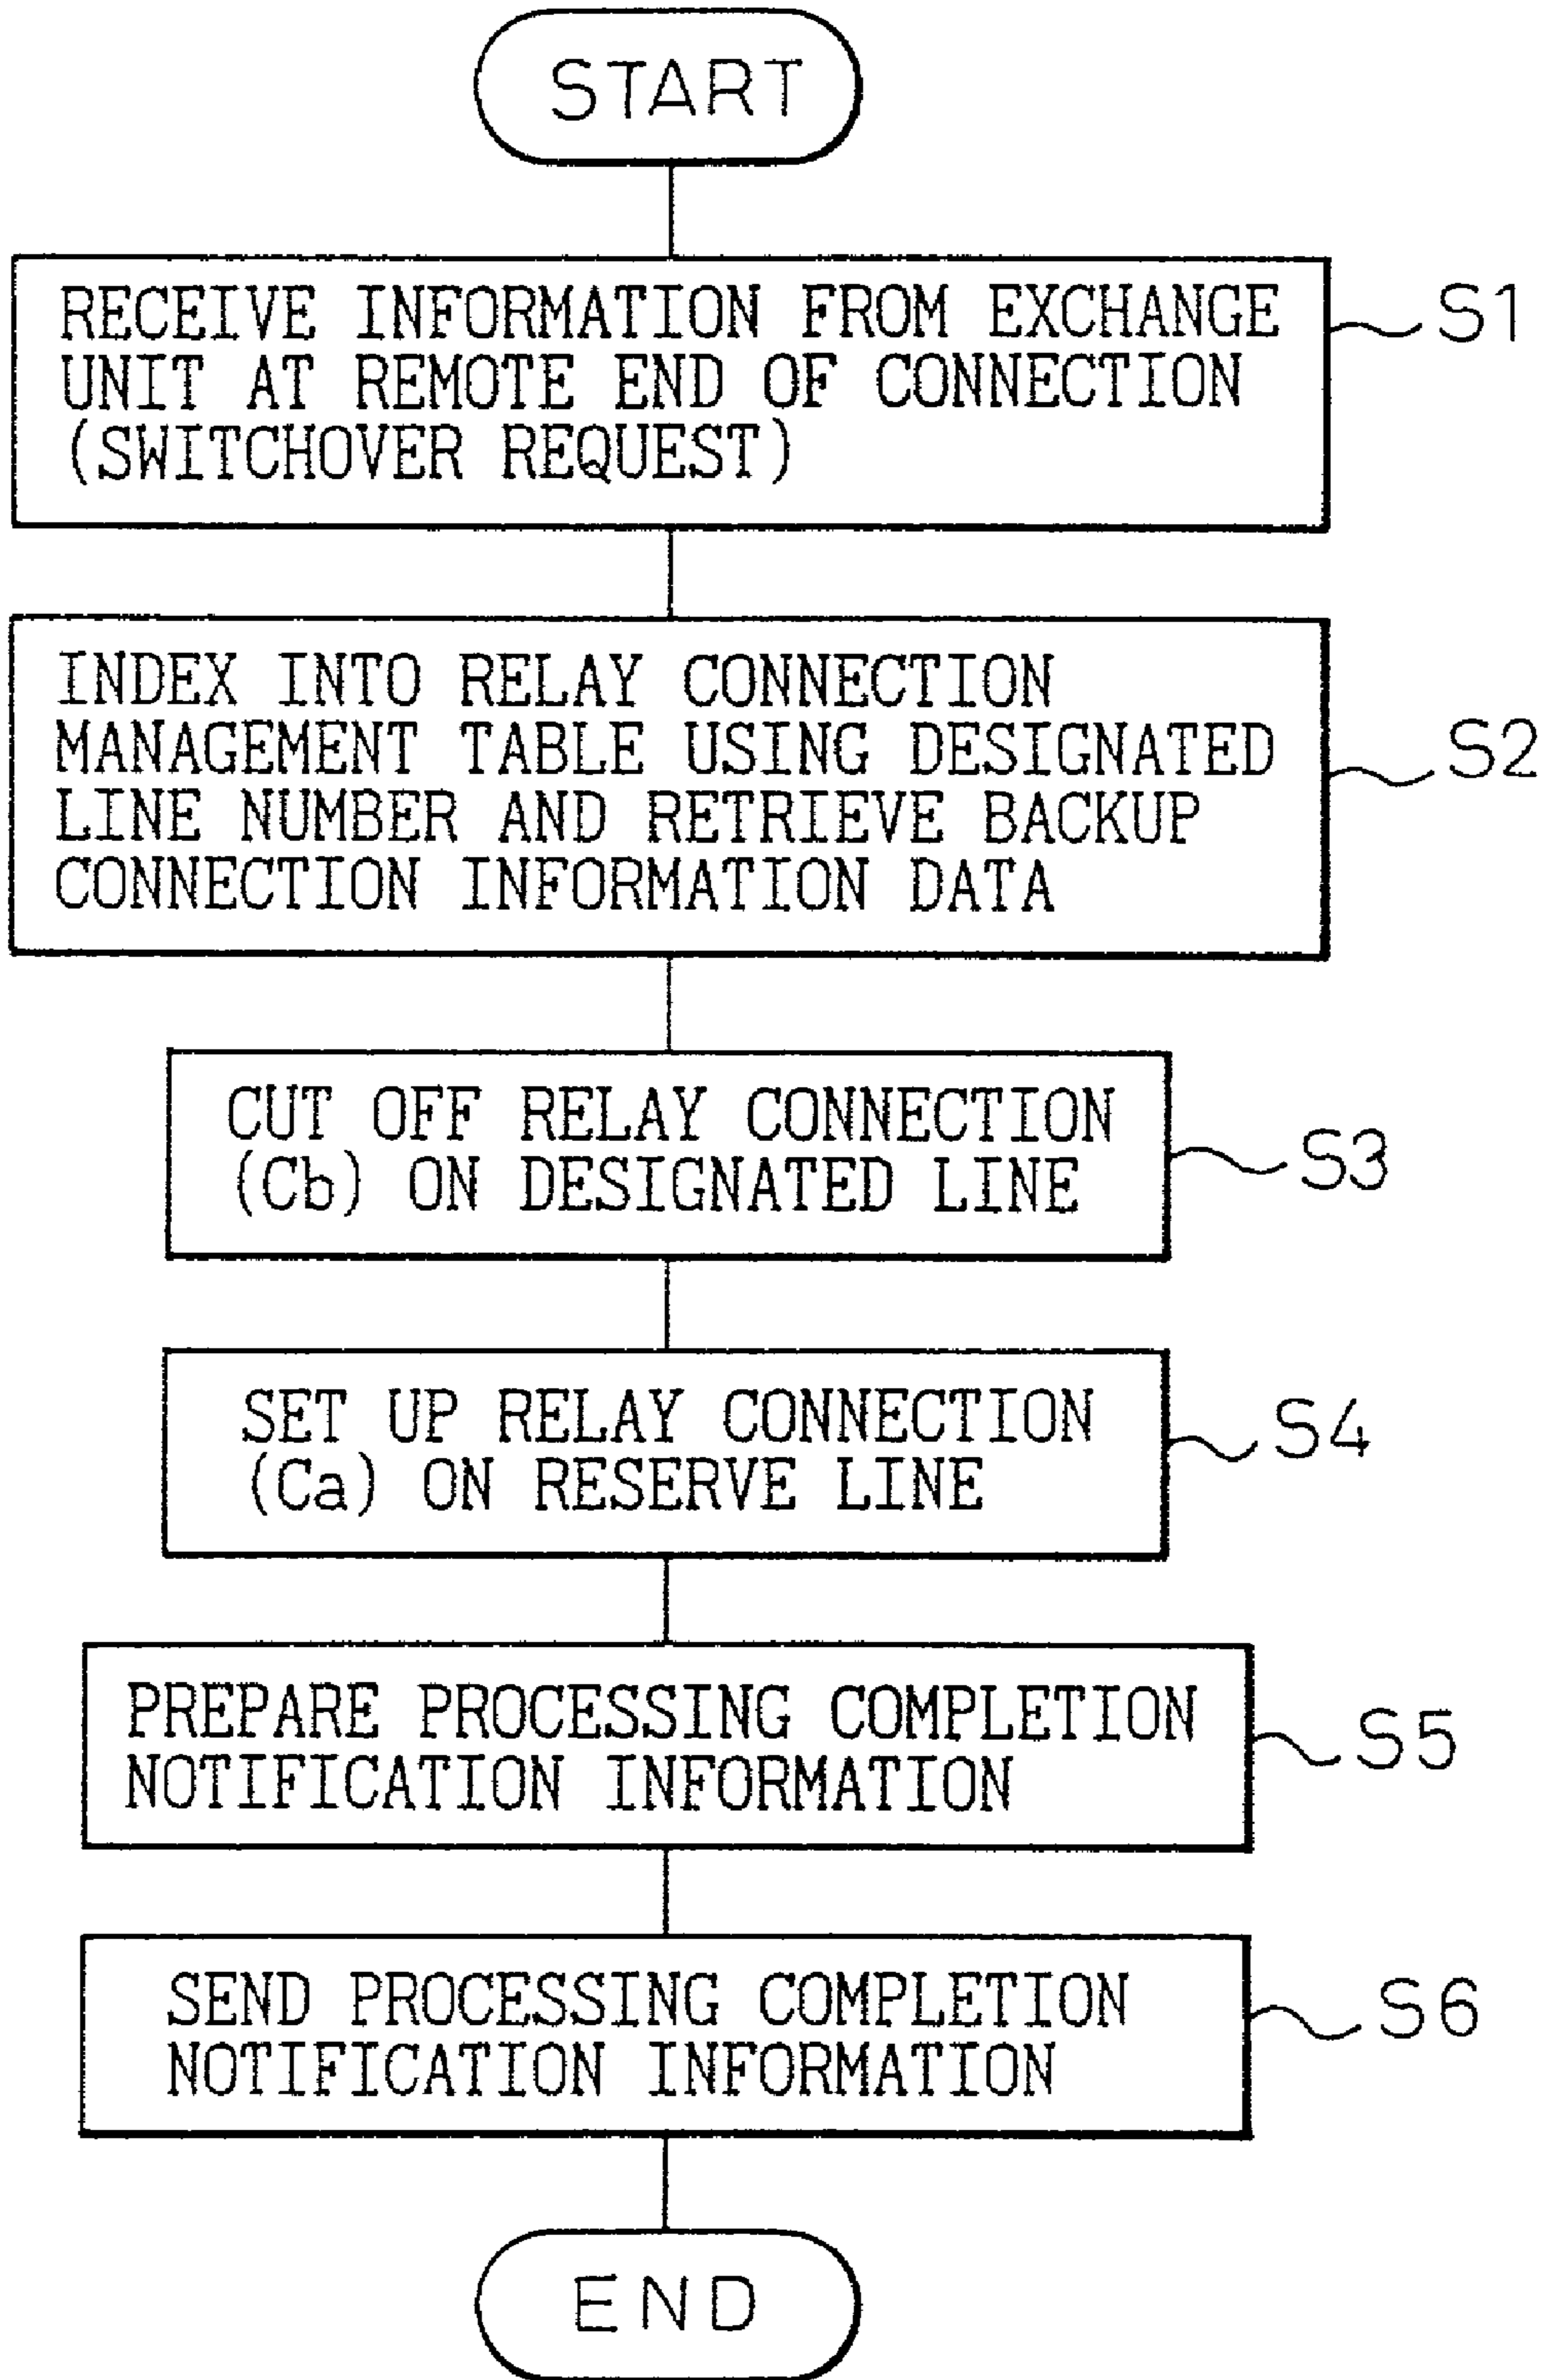 START
RECEIVE INFORMATION FROM EXCHANGE
UNIT AT REMOTE END OF CONNECTION
(SWITCHOVER REQUEST)
S1
INDEX INTO RELAY CONNECTION
MANAGEMENT TABLE USING DESIGNATED
LINE NUMBER AND RETRIEVE BACKUP
CONNECTION INFORMATION DATA
S2
CUT OFF RELAY CONNECTION
(Cb) ON DESIGNATED LINE
S3
SET UP RELAY CONNECTION
(Ca) ON RESERVE LINE
S4
PREPARE PROCESSING COMPLETION
NOTIFICATION INFORMATION
S5
SEND PROCESSING COMPLETION
NOTIFICATION INFORMATION
S6
END